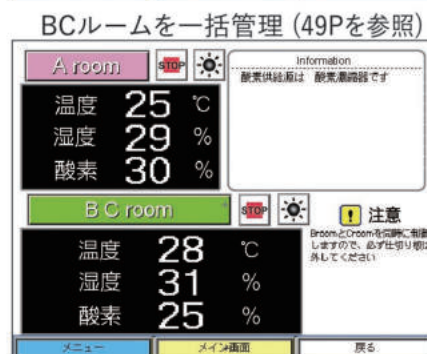 BCルームを一括管理 (49Pを参照)
A room
STOP
Information
酸素供給源は 酸素濃縮器です
温度 25 ℃
湿度 29 %
酸素 30 %
B C room
STOP
注意
BroomとCroomを同時に制御
しますので、必ず仕切り板は
外してください
温度 28 ℃
湿度 31 %
酸素 25 %
メニュー
メイン画面
戻る